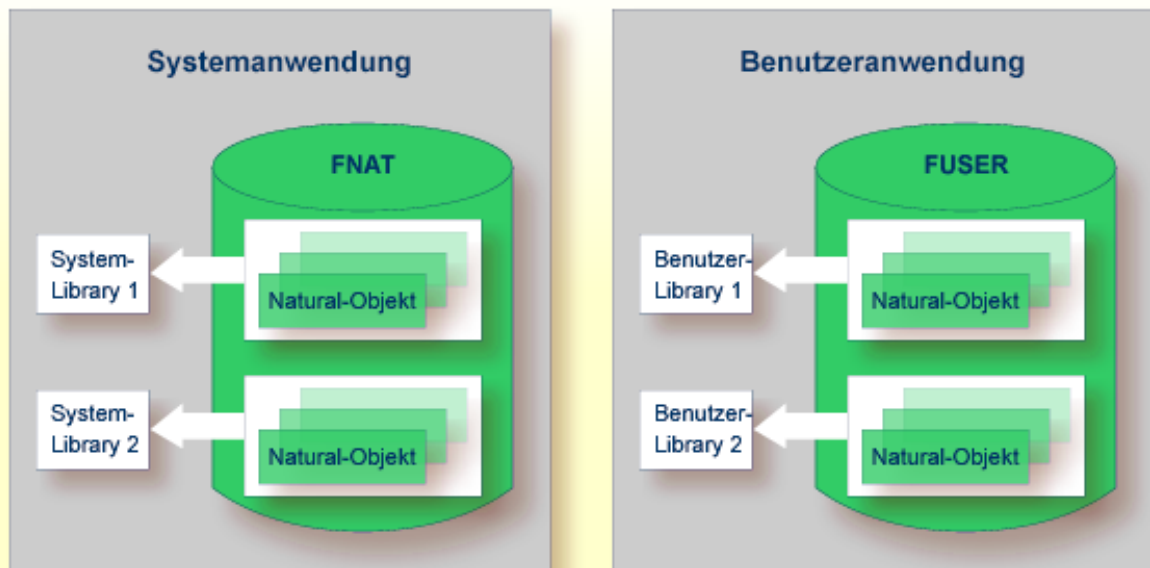 Systemanwendung
FNAT
System-
Library 1
Natural-Objekt
System-
Library 2
Natural-Objekt
Benutzeranwendung
FUSER
Benutzer-
Library 1
Natural-Objekt
Benutzer-
Library 2
Natural-Objekt